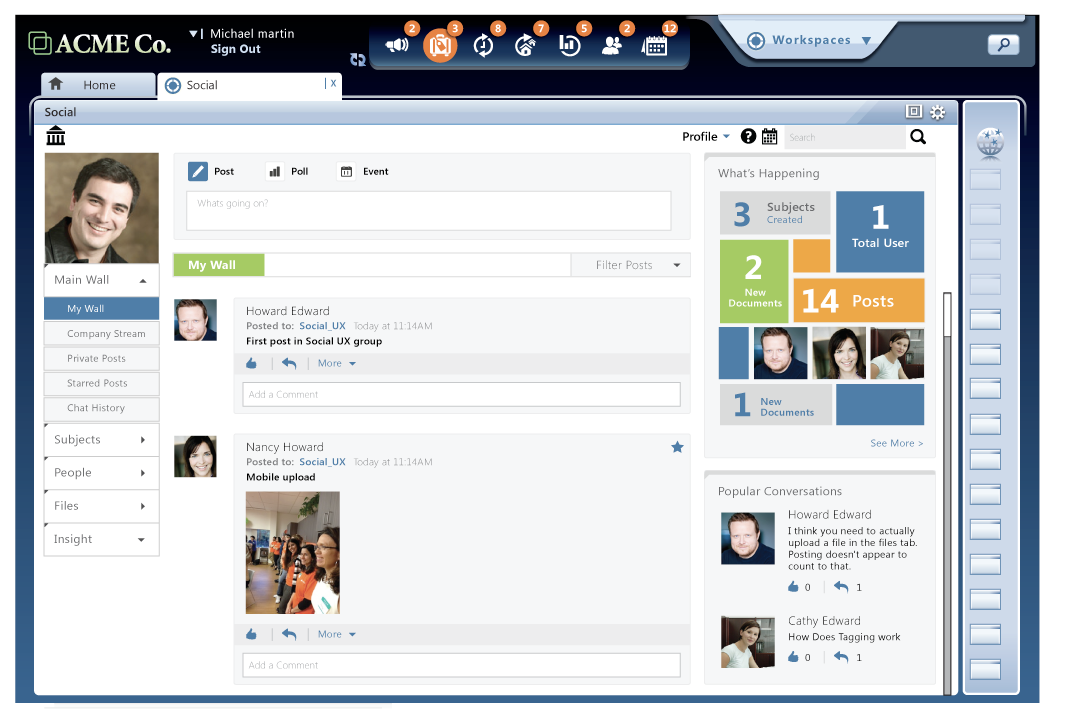 ACME Co.
Michael martin
Sign Out
2
3
8
7
5
2
12
Workspaces
Home
Social
x
Social
Profile
Search
Post
Poll
Event
Whats going on?
My Wall
Filter Posts
Main Wall
My Wall
Company Stream
Private Posts
Starred Posts
Chat History
Subjects
People
Files
Insight
Howard Edward
Posted to: Social_UX Today at 11:14AM
First post in Social UX group
More
Add a Comment
Nancy Howard
Posted to: Social_UX Today at 11:14AM
Mobile upload
More
Add a Comment
What's Happening
3 Subjects
Created
1
Total User
2
New
Documents
14 Posts
1 New
Documents
See More >
Popular Conversations
Howard Edward
I think you need to actually
upload a file in the files tab.
Posting doesn't appear to
count to that.
0 1
Cathy Edward
How Does Tagging work
0 1